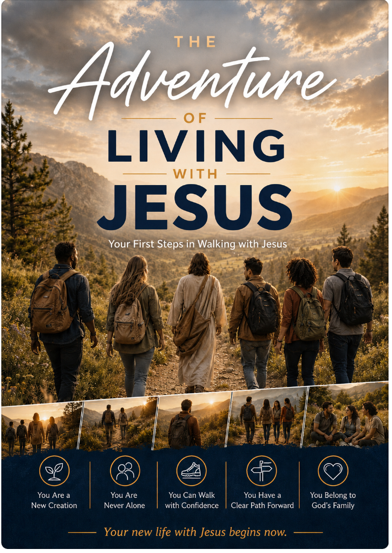 THE
Adventure
OF
LIVING
WITH
JESUS
Your First Steps in Walking with Jesus
You Are a
New Creation
You Are
Never Alone
You Can Walk
with Confidence
You Have a
Clear Path Forward
You Belong to
God's Family
Your new life with Jesus begins now.